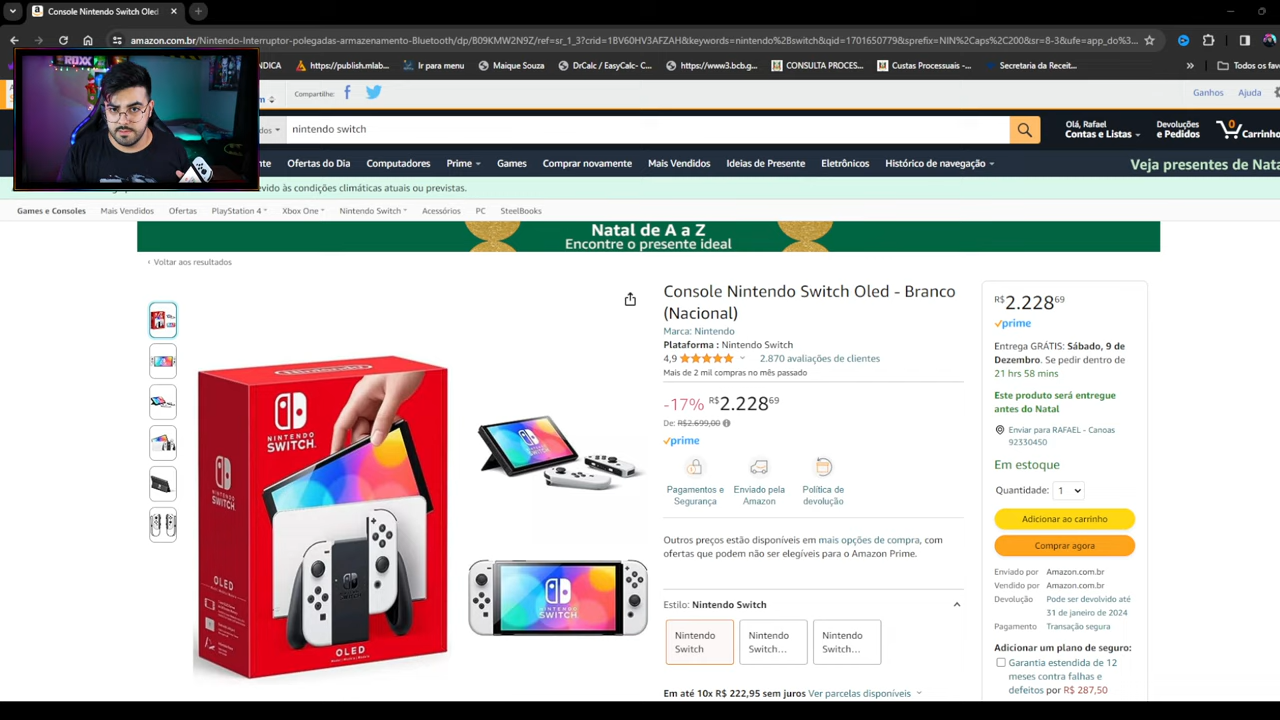 Console Nintendo Switch Oled
amazon.com.br/Nintendo-Interruptor-polegadas-armazenamento-Bluetooth/dp/B09KMW2N9Z/ref=sr_1_3?crid=1BV60HV3AFZAH&keywords=nintendo%2Bswitch&qid=1701650779&sprefix=NIN%2Caps%2C200&sr=8-3&ufe=app_do%3...
NDICA https://publish.mlab... Ir para menu Maique Souza DrCalc / EasyCalc - C... https://www3.bcb.g... CONSULTA PROCES... Custas Processuais -... Secretaria da Receit... » Todos os favo
Compartilhe: Ganhos Ajuda
nintendo switch
Olá, Rafael
Contas e Listas
Devoluções
e Pedidos
0
Carrinho
Ofertas do Dia Computadores Prime Games Comprar novamente Mais Vendidos Ideias de Presente Eletrônicos Histórico de navegação Veja presentes de Nata
evido às condições climáticas atuais ou previstas.
Games e Consoles Mais Vendidos Ofertas PlayStation 4 Xbox One Nintendo Switch Acessórios PC SteelBooks
Natal de A a Z
Encontre o presente ideal
‹ Voltar aos resultados
NINTENDO SWITCH.
NINTENDO
SWITCH.
NINTENDO
SWITCH.
OLED
OLED
NINTENDO
SWITCH
Console Nintendo Switch Oled - Branco
(Nacional)
Marca: Nintendo
Plataforma : Nintendo Switch
4,9 2.870 avaliações de clientes
Mais de 2 mil compras no mês passado
-17% R$2.22869
De: R$2.699,00
prime
Pagamentos e
Segurança
Enviado pela
Amazon
Política de
devolução
Outros preços estão disponíveis em mais opções de compra, com
ofertas que podem não ser elegíveis para o Amazon Prime.
Estilo: Nintendo Switch
Nintendo
Switch
Nintendo
Switch...
Nintendo
Switch...
Em até 10x R$ 222,95 sem juros Ver parcelas disponíveis
R$2.22869
prime
Entrega GRÁTIS: Sábado, 9 de
Dezembro. Se pedir dentro de
21 hrs 58 mins
Este produto será entregue
antes do Natal
Enviar para RAFAEL - Canoas
92330450
Em estoque
Quantidade: 1
Adicionar ao carrinho
Comprar agora
Enviado por Amazon.com.br
Vendido por Amazon.com.br
Devolução Pode ser devolvido até
31 de janeiro de 2024
Pagamento Transação segura
Adicionar um plano de seguro:
Garantia estendida de 12
meses contra falhas e
defeitos por R$ 287,50